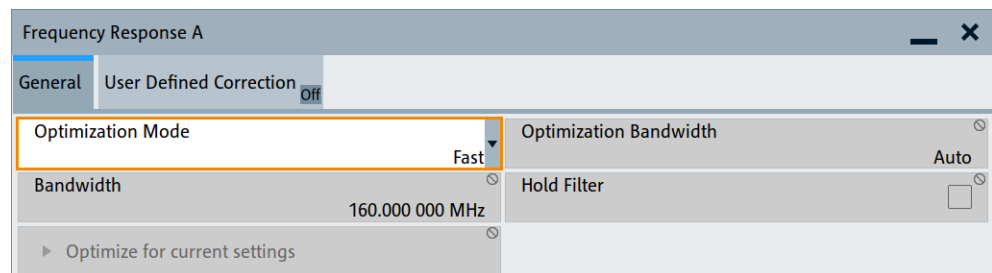 Frequency Response A
General User Defined Correction Off
Optimization Mode Optimization Bandwidth
Fast Auto
Bandwidth Hold Filter
160.000 000 MHz
Optimize for current settings